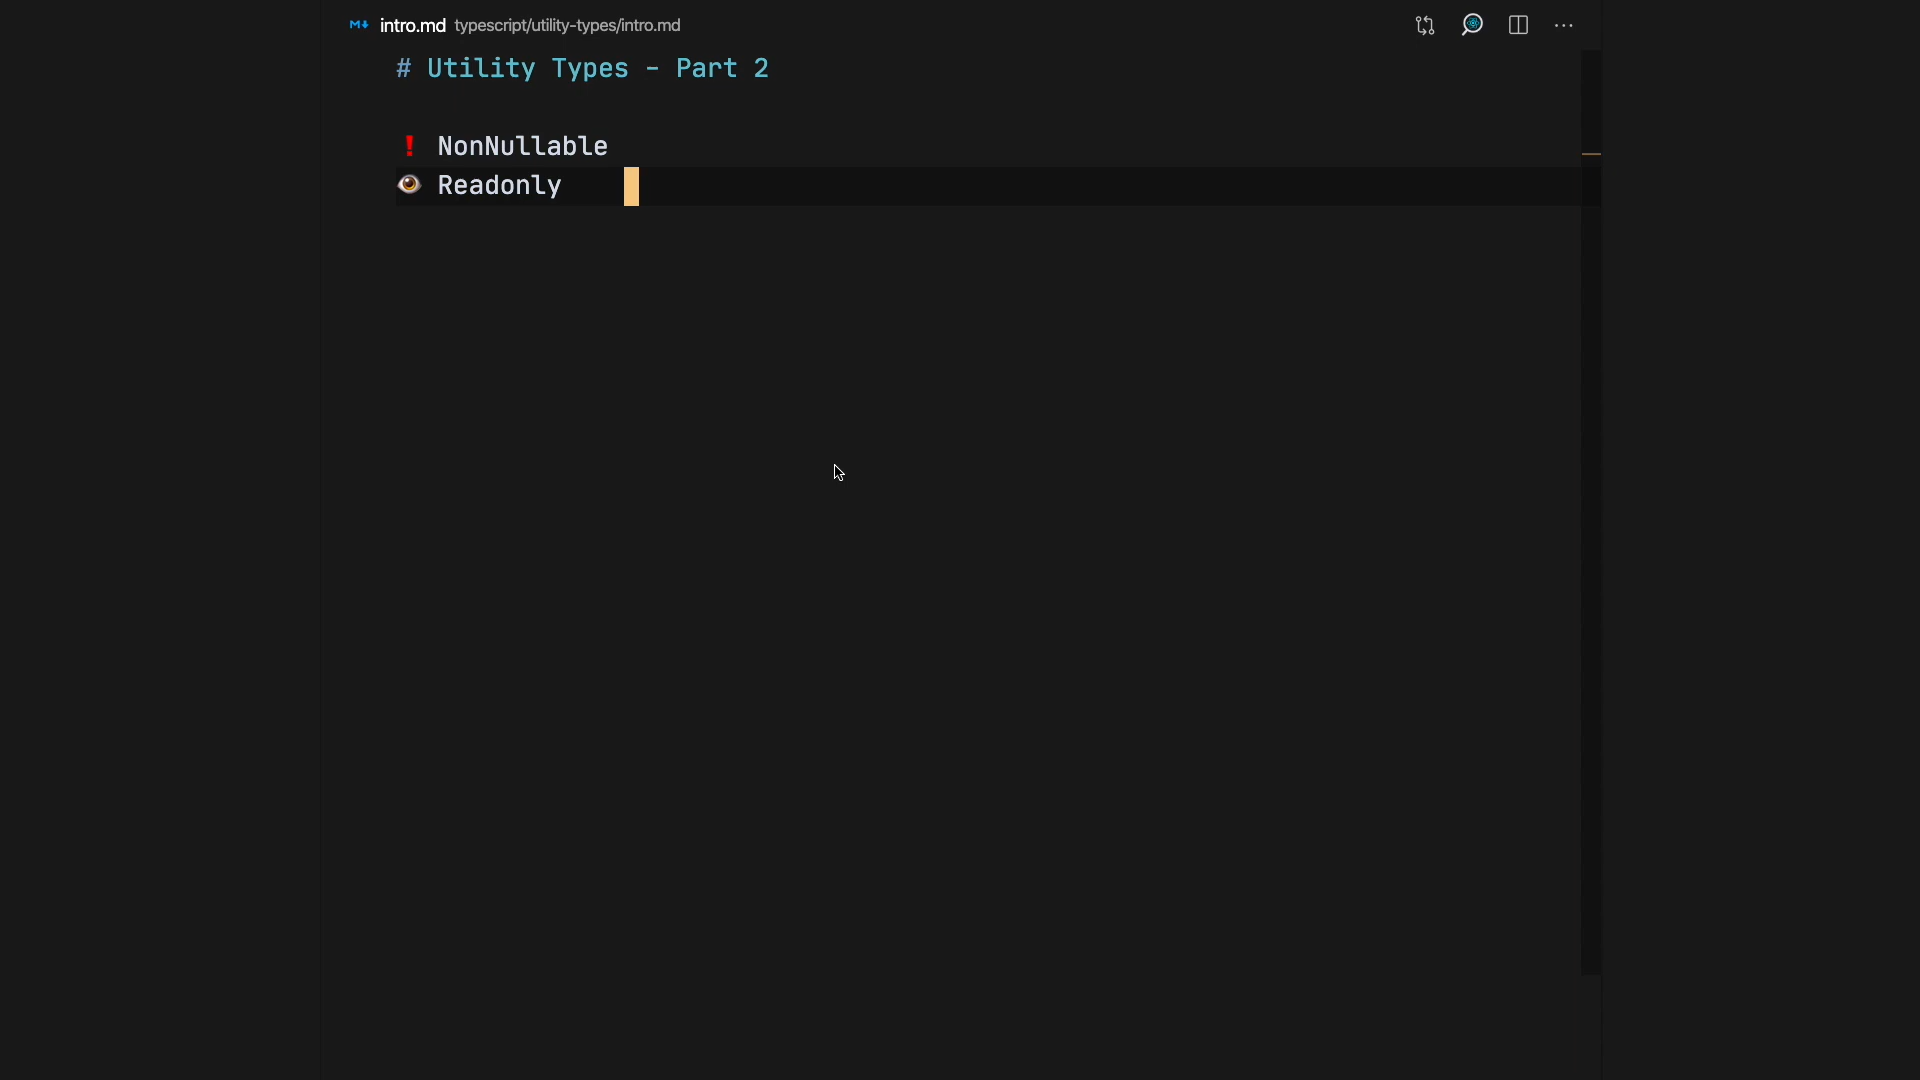 intro.md typescript/utility-types/intro.md
# Utility Types - Part 2
❗ NonNullable
👁 Readonly